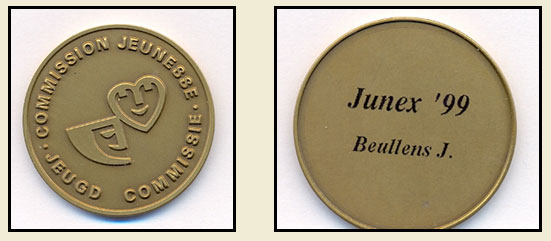 · COMMISSION JEUNESSE ·
JEUGD COMMISSIE
Junex '99
Beullens J.